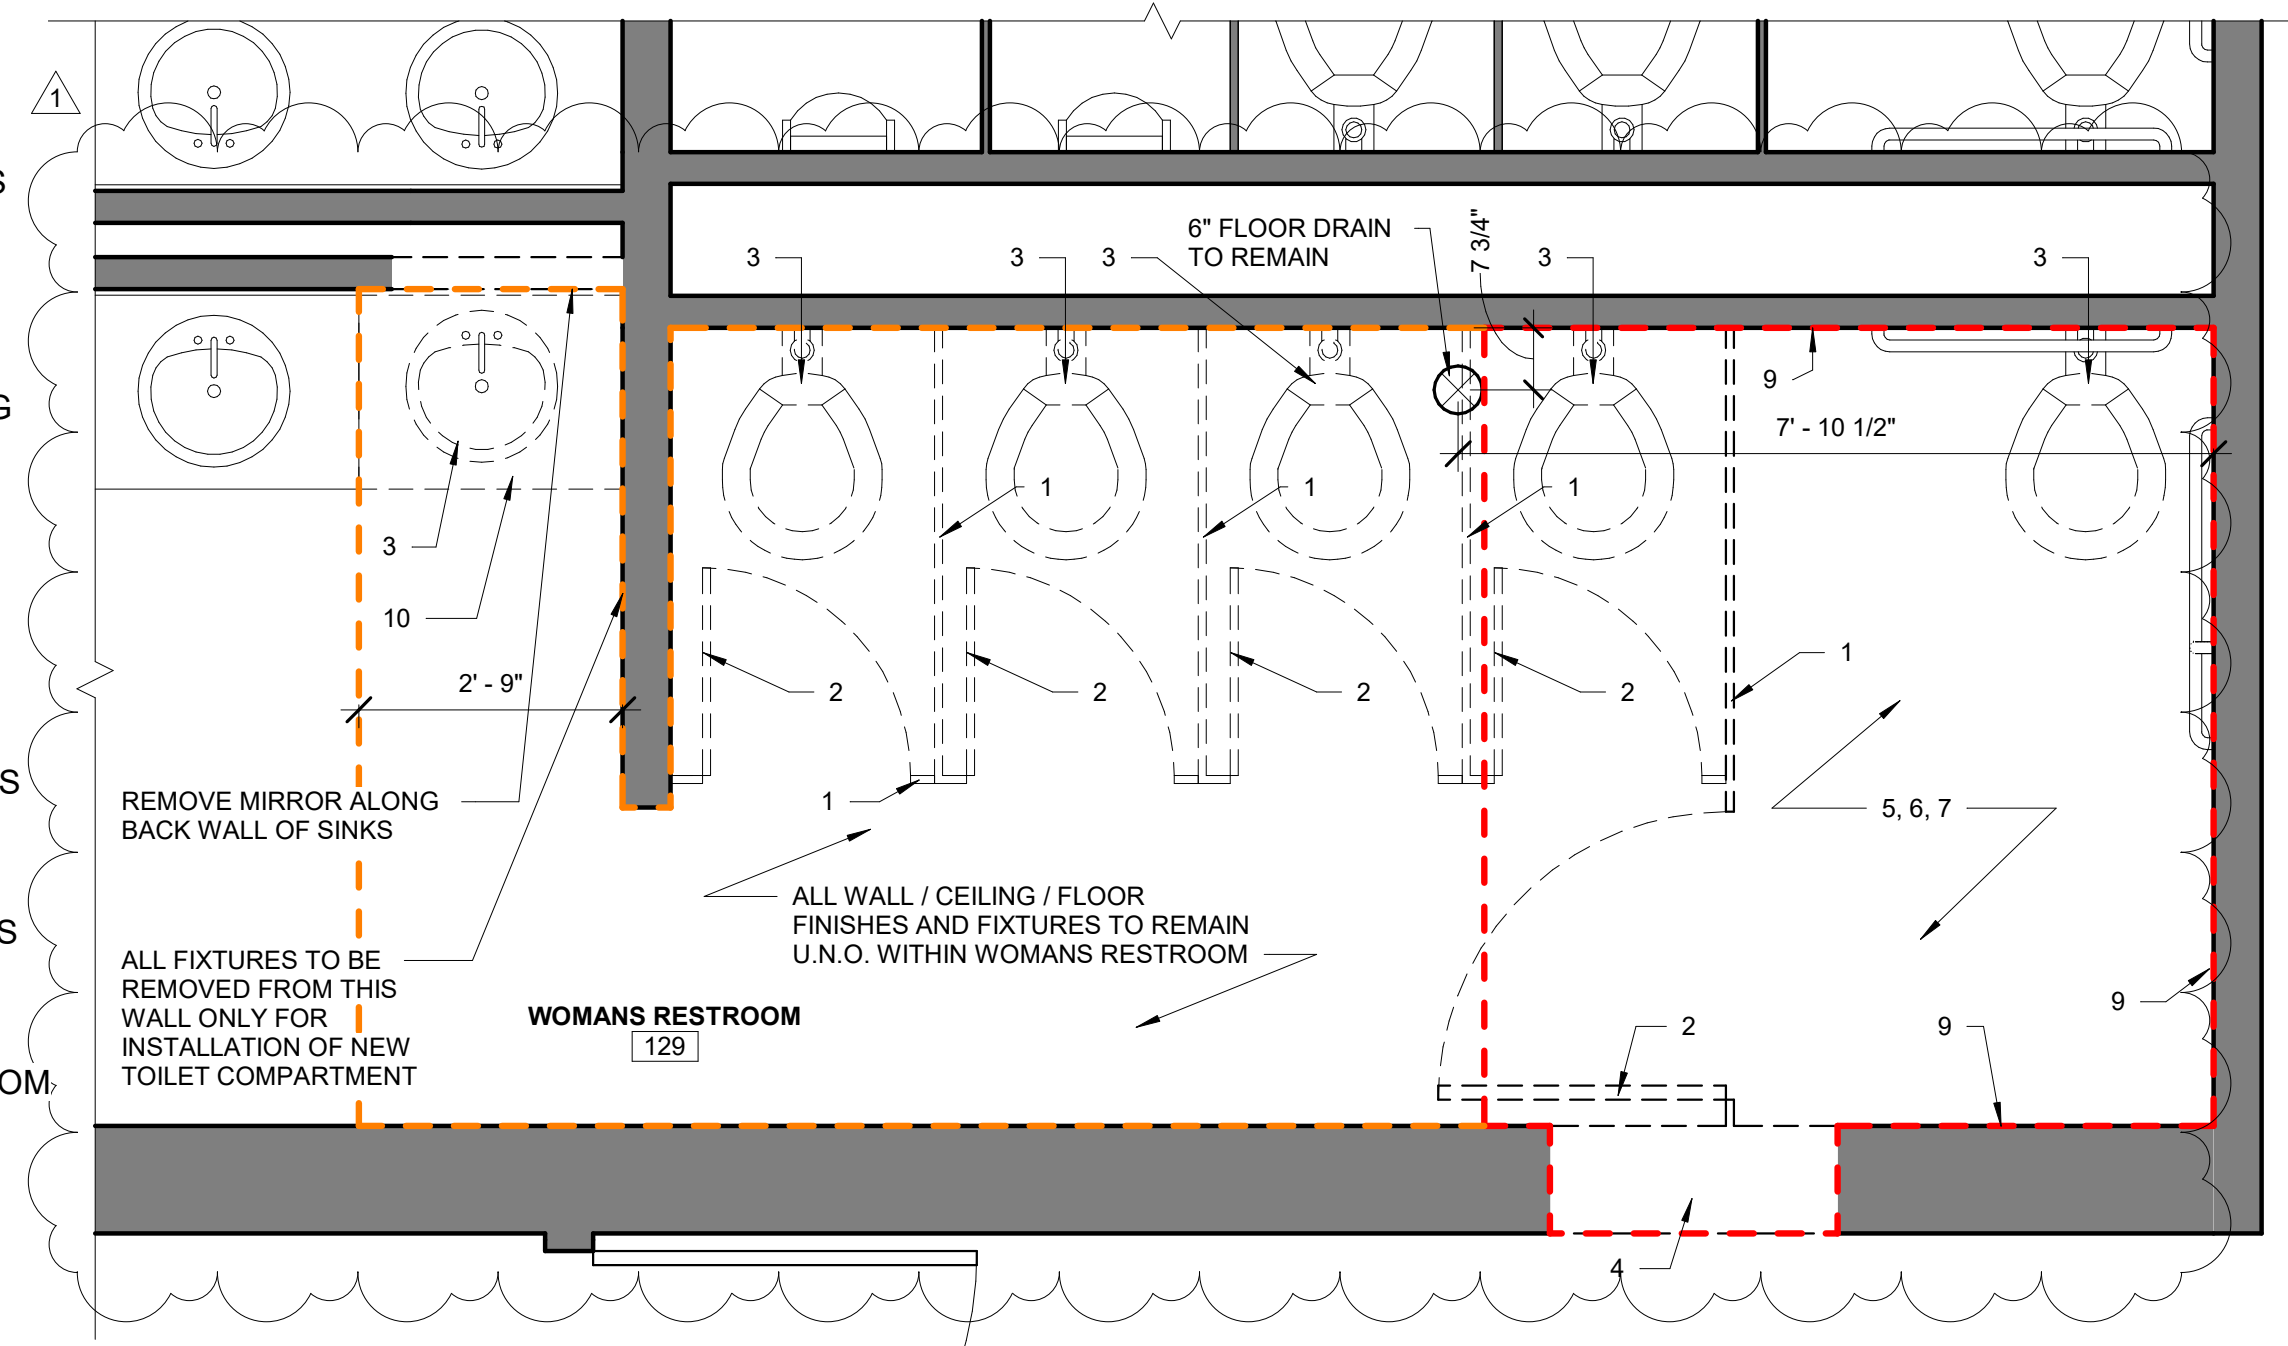 1
S
6" FLOOR DRAIN
TO REMAIN
7 3/4"
3
3
3
3
3
9
G
7' - 10 1/2"
1
1
1
3
10
1
2' - 9"
2
2
2
2
S
REMOVE MIRROR ALONG
BACK WALL OF SINKS
1
5, 6, 7
ALL WALL / CEILING / FLOOR
FINISHES AND FIXTURES TO REMAIN
U.N.O. WITHIN WOMANS RESTROOM
S
ALL FIXTURES TO BE
REMOVED FROM THIS
WALL ONLY FOR
INSTALLATION OF NEW
TOILET COMPARTMENT
WOMANS RESTROOM
129
9
2
9
OM
4